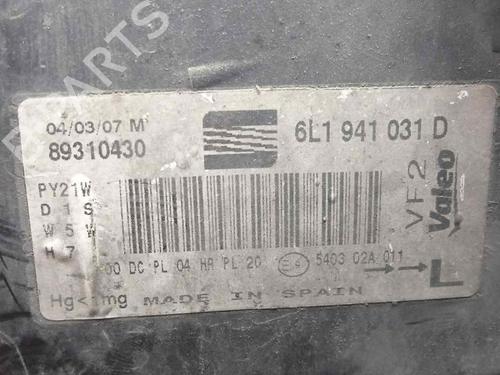 PARTS
04/03/07 M
89310430
6L1 941 031 D
PY21W
D 1 S
W 5 W
H 7
VF2
Valeo
00 DC PL 04 HR PL 20
5403 02A 011
L
Hg<1mg MADE IN SPAIN